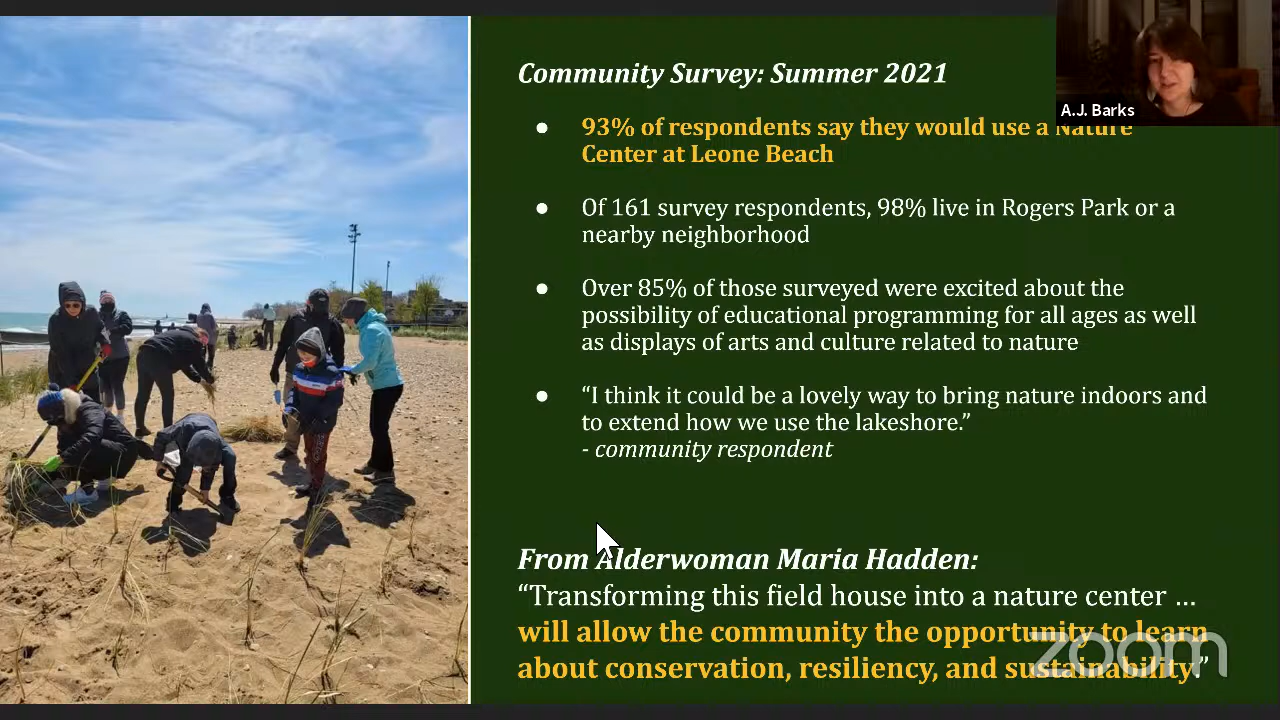 Community Survey: Summer 2021
A.J. Barks
● 93% of respondents say they would use a Nature
Center at Leone Beach
● Of 161 survey respondents, 98% live in Rogers Park or a
nearby neighborhood
● Over 85% of those surveyed were excited about the
possibility of educational programming for all ages as well
as displays of arts and culture related to nature
● “I think it could be a lovely way to bring nature indoors and
to extend how we use the lakeshore.”
- community respondent
From Alderwoman Maria Hadden:
“Transforming this field house into a nature center …
will allow the community the opportunity to learn
about conservation, resiliency, and sustainability.”
zoom